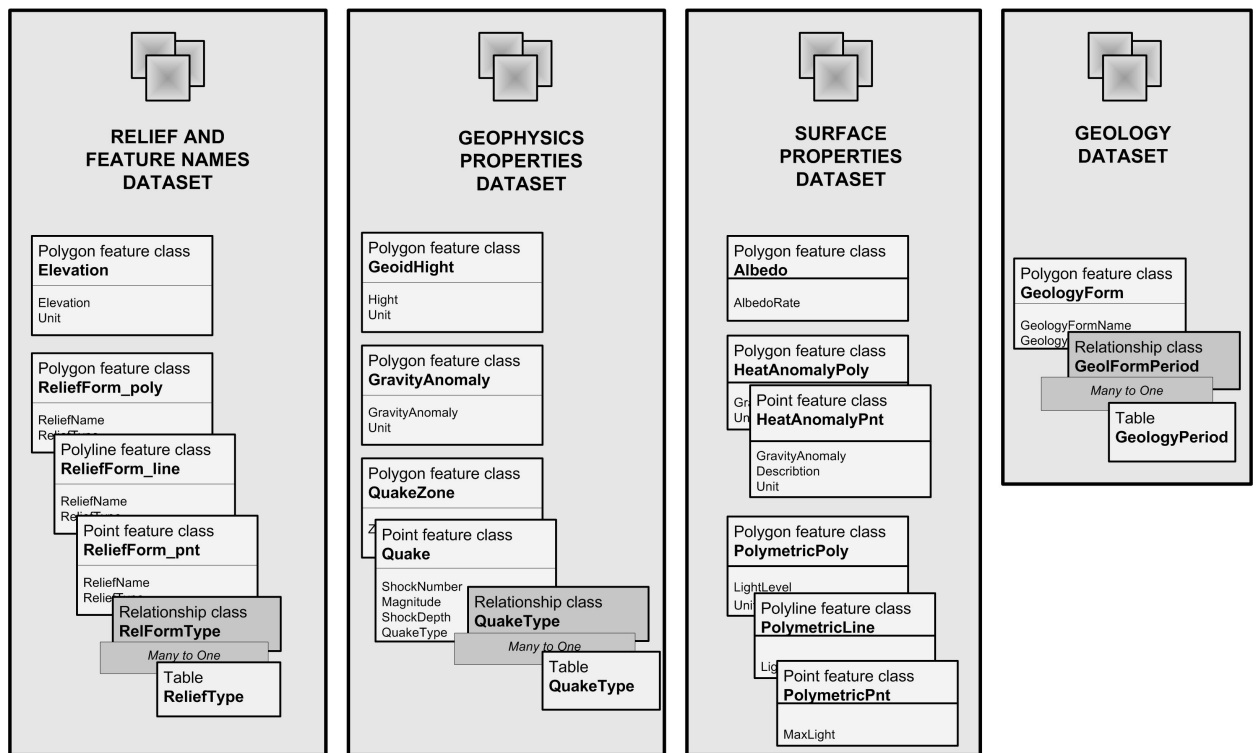 RELIEF AND
FEATURE NAMES
DATASET
Polygon feature class
Elevation
Elevation
Unit
Polygon feature class
ReliefForm_poly
ReliefName
Polyline feature class
ReliefForm_line
ReliefName
Point feature class
ReliefForm_pnt
ReliefName
Relationship class
RelFormType
Many to One
Table
ReliefType
GEOPHYSICS
PROPERTIES
DATASET
Polygon feature class
GeoidHight
Hight
Unit
Polygon feature class
GravityAnomaly
GravityAnomaly
Unit
Polygon feature class
QuakeZone
Z
Point feature class
Quake
ShockNumber
Magnitude
ShockDepth
QuakeType
Relationship class
QuakeType
Many to One
Table
QuakeType
SURFACE
PROPERTIES
DATASET
Polygon feature class
Albedo
AlbedoRate
Polygon feature class
HeatAnomalyPoly
Gr
Un
Point feature class
HeatAnomalyPnt
GravityAnomaly
Describtion
Unit
Polygon feature class
PolymetricPoly
LightLevel
Uni
Polyline feature class
PolymetricLine
Lig
Point feature class
PolymetricPnt
MaxLight
GEOLOGY
DATASET
Polygon feature class
GeologyForm
GeologyFormName
Geology
Relationship class
GeolFormPeriod
Many to One
Table
GeologyPeriod